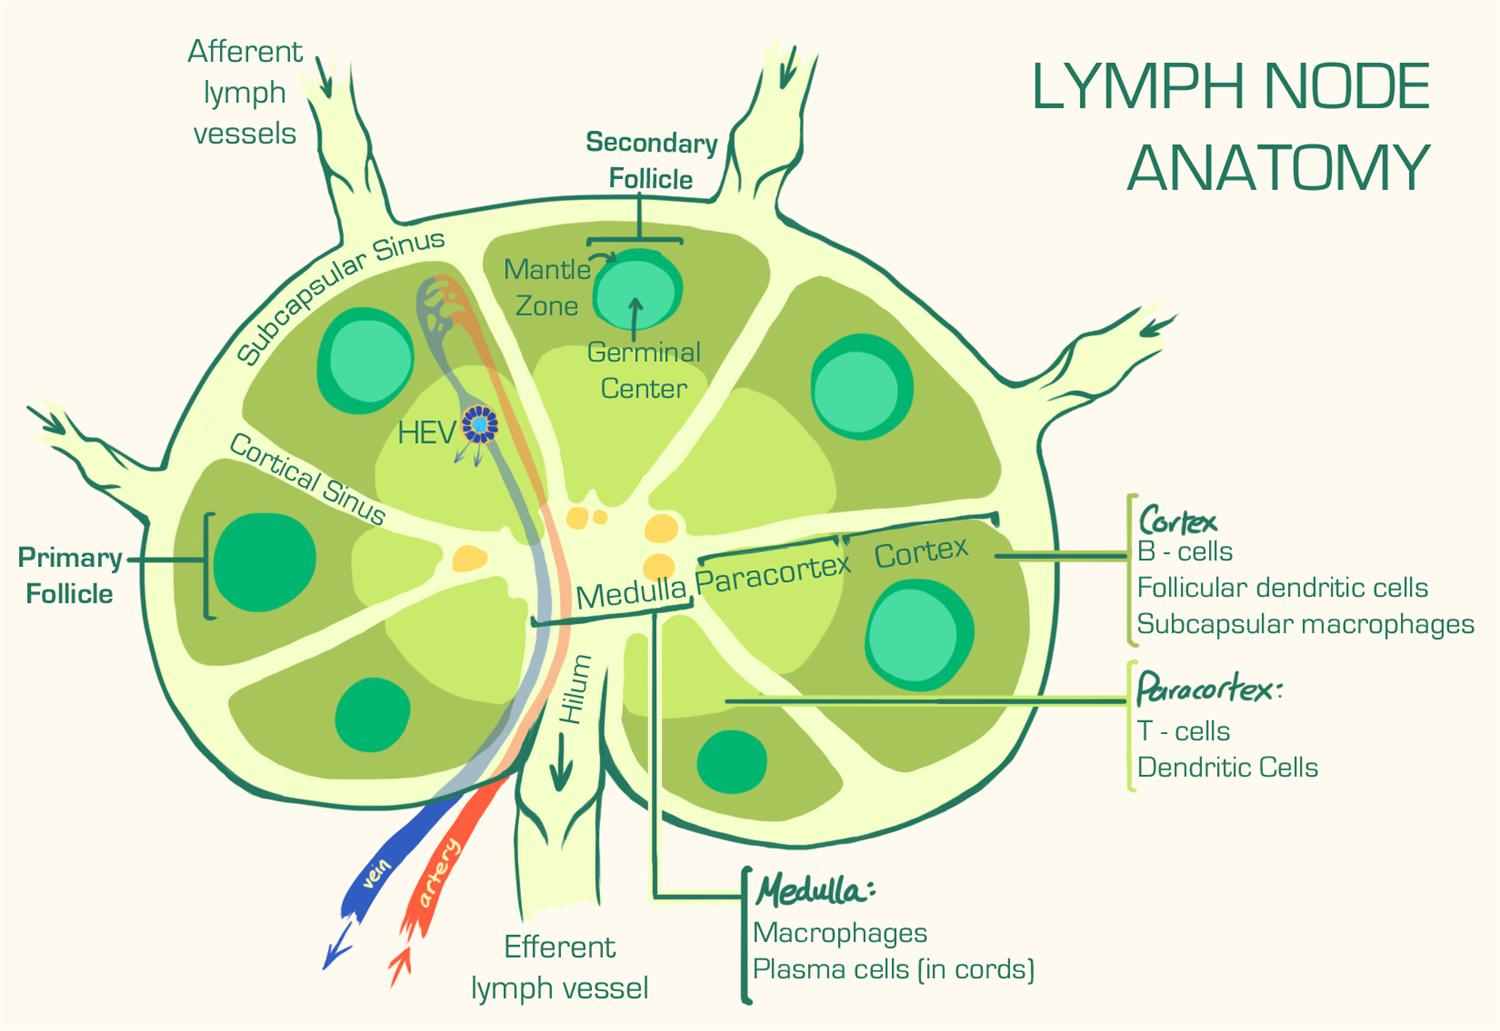 LYMPH NODE
ANATOMY
Afferent
lymph
vessels
Secondary
Follicle
Subcapsular Sinus
Mantle
Zone
Germinal
Center
HEV
Cortical Sinus
Primary
Follicle
Medulla
Paracortex
Cortex
Hilum
Cortex
B - cells
Follicular dendritic cells
Subcapsular macrophages
Paracortex:
T - cells
Dendritic Cells
vein
artery
Medulla:
Macrophages
Plasma cells (in cords)
Efferent
lymph vessel